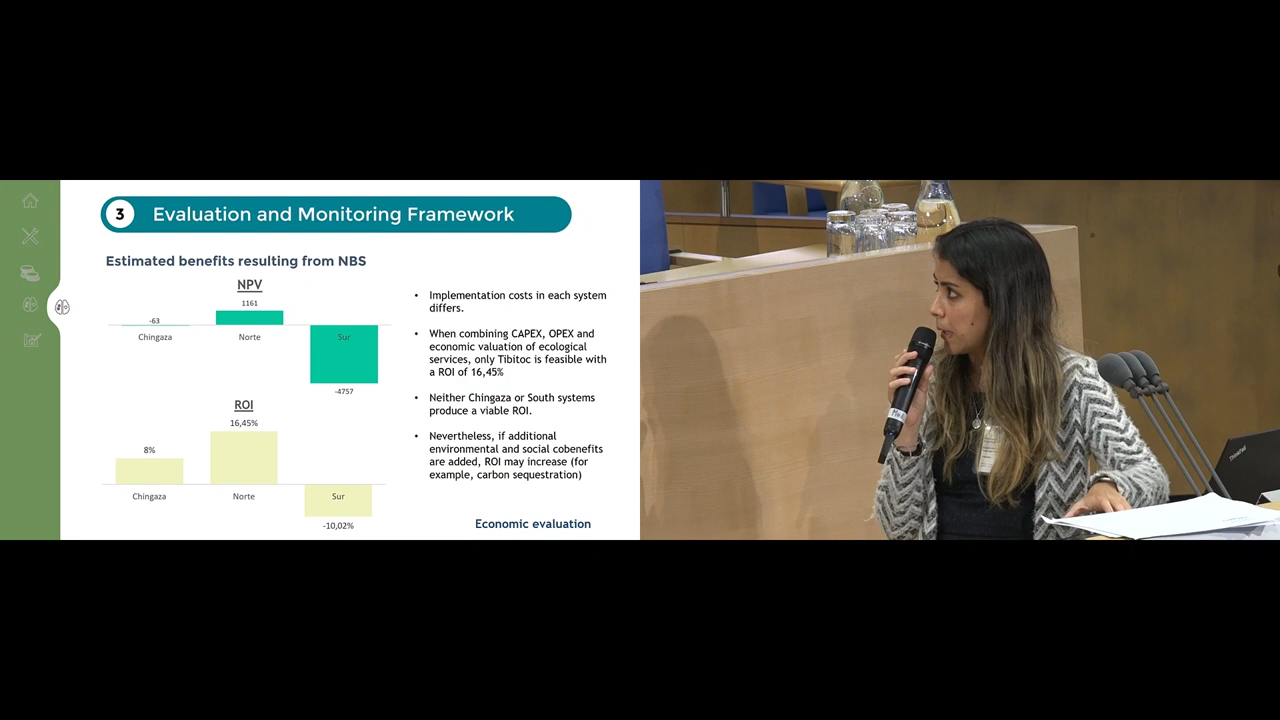 3 Evaluation and Monitoring Framework
Estimated benefits resulting from NBS
NPV
1161
-63
Chingaza
Norte
Sur
-4757
ROI
16,45%
8%
Chingaza
Norte
Sur
-10,02%
• Implementation costs in each system
differs.
• When combining CAPEX, OPEX and
economic valuation of ecological
services, only Tibitoc is feasible with
a ROI of 16,45%
• Neither Chingaza or South systems
produce a viable ROI.
• Nevertheless, if additional
environmental and social cobenefits
are added, ROI may increase (for
example, carbon sequestration)
Economic evaluation
ThinkPad